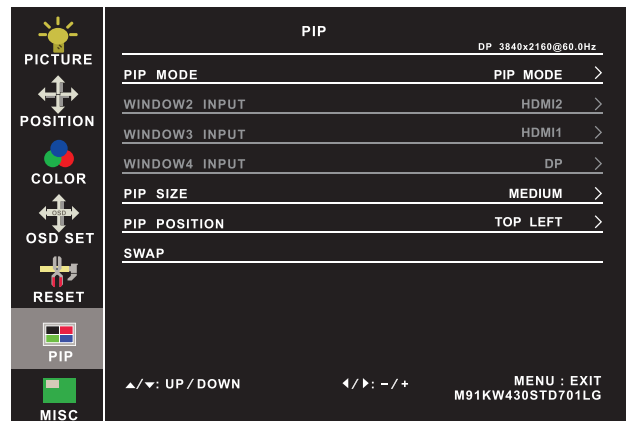 PIP
DP 3840x2160@60.0Hz
PICTURE
POSITION
COLOR
OSD
OSD SET
RESET
PIP
MISC
PIP MODE PIP MODE >
WINDOW2 INPUT HDMI2 >
WINDOW3 INPUT HDMI1 >
WINDOW4 INPUT DP >
PIP SIZE MEDIUM >
PIP POSITION TOP LEFT >
SWAP
▲/▼: UP/DOWN ◀/▶: −/+ MENU : EXIT
M91KW430STD701LG